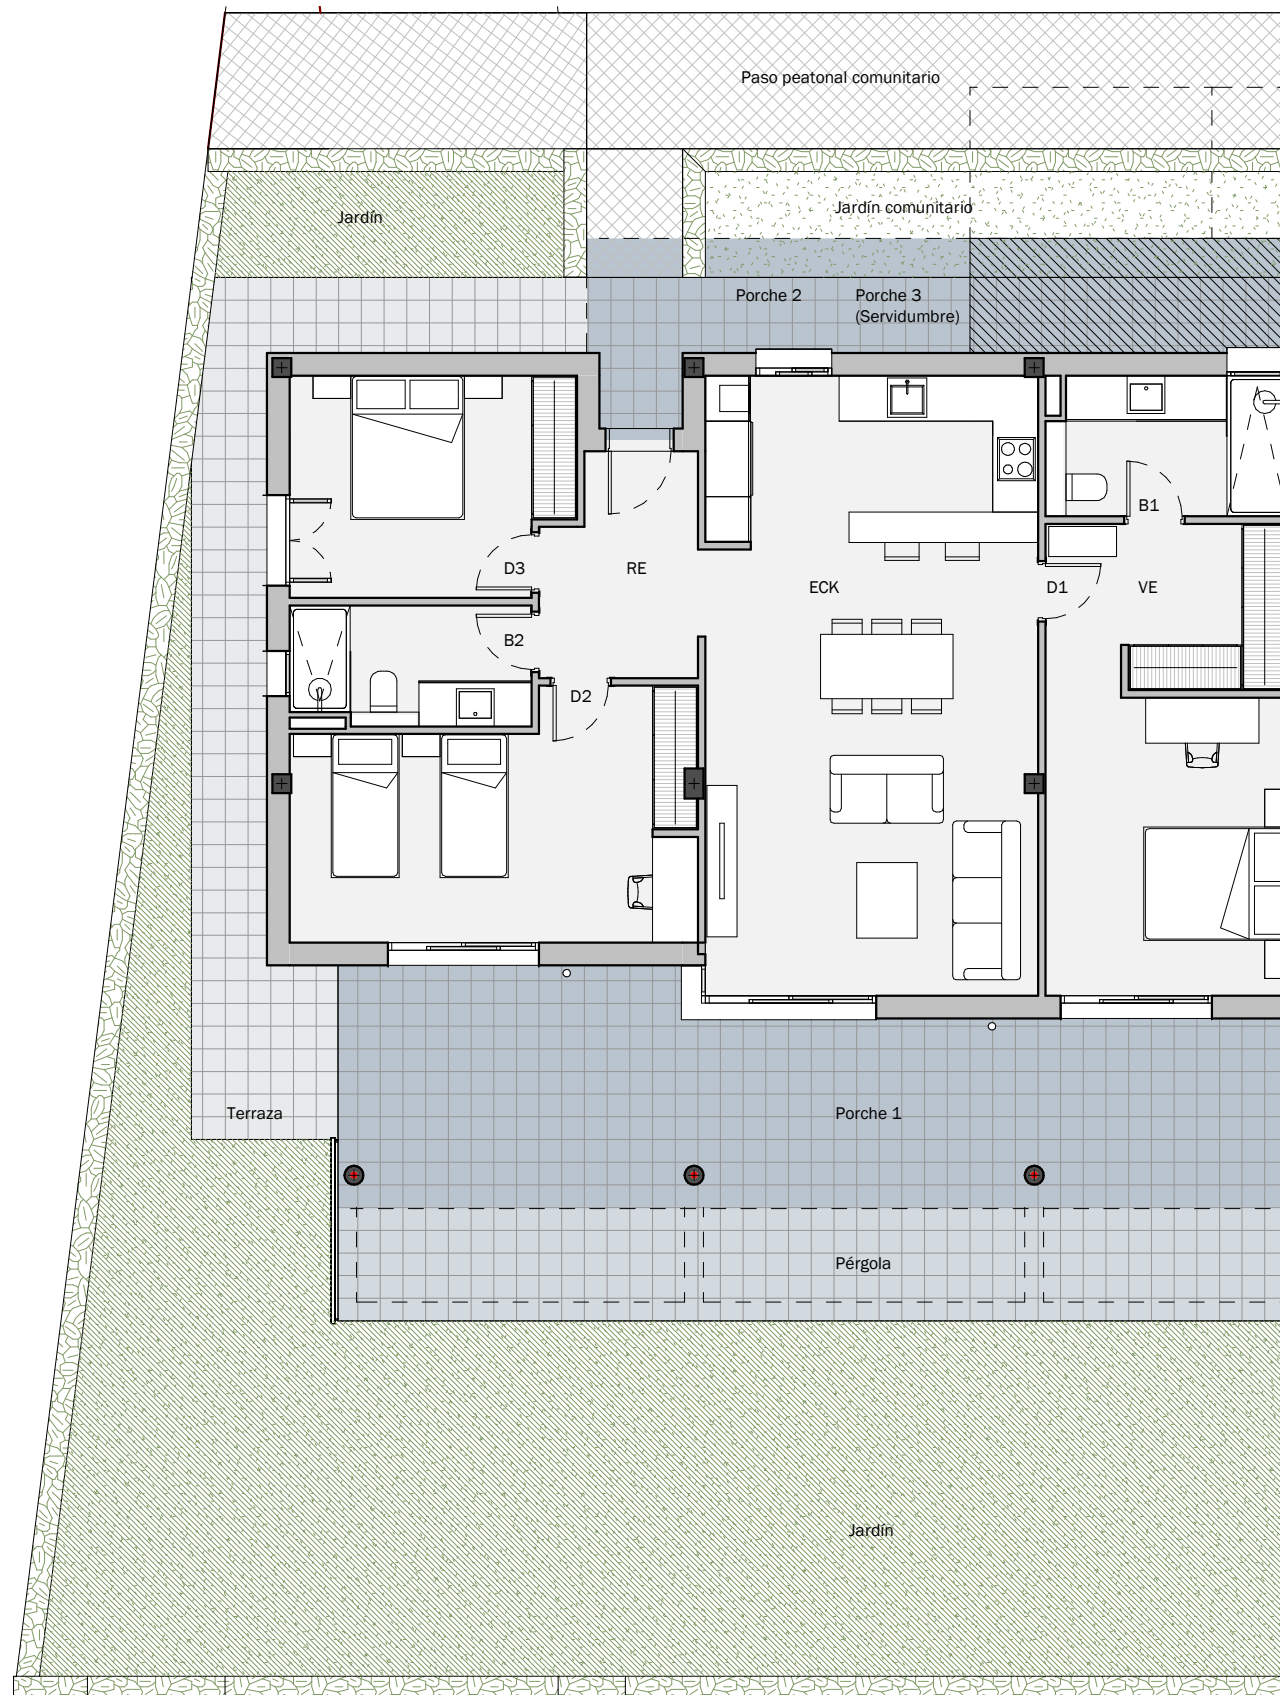 Paso peatonal comunitario
Jardín
Jardín comunitario
Porche 2
Porche 3
(Servidumbre)
B1
D3
RE
ECK
D1
VE
B2
D2
Terraza
Porche 1
Pérgola
Jardín